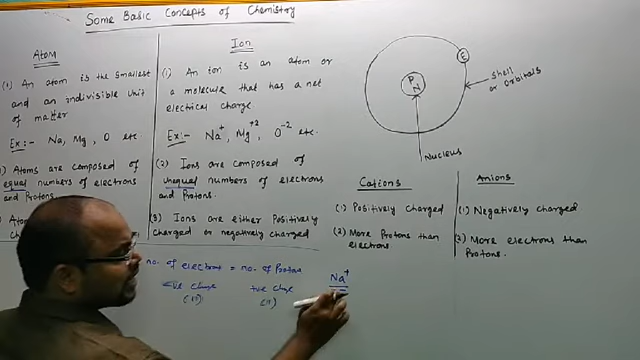 Some Basic Concepts of Chemistry
Atom
(1) An atom is the smallest
and an indivisible unit
of matter
Ex:- Na, Mg, O etc.
) Atoms are composed of
equal numbers of electrons
and Protons.
) Atom
Ion
(1) An ion is an atom or
a molecule that has a net
electrical charge.
Ex:- Na+, Mg+2, O-2 etc.
(2) Ions are composed of
unequal numbers of electrons
and Protons.
(3) Ions are either Positively
charged or negatively charged
E
P
N
shell
or orbitals
Nucleus
Cations
(1) Positively charged
(2) More Protons than
electrons
Anions
(1) Negatively charged
(2) More electrons than
Protons.
no. of electrons = no. of Protons
-ve charge +ve charge
(11) (11)
Na+